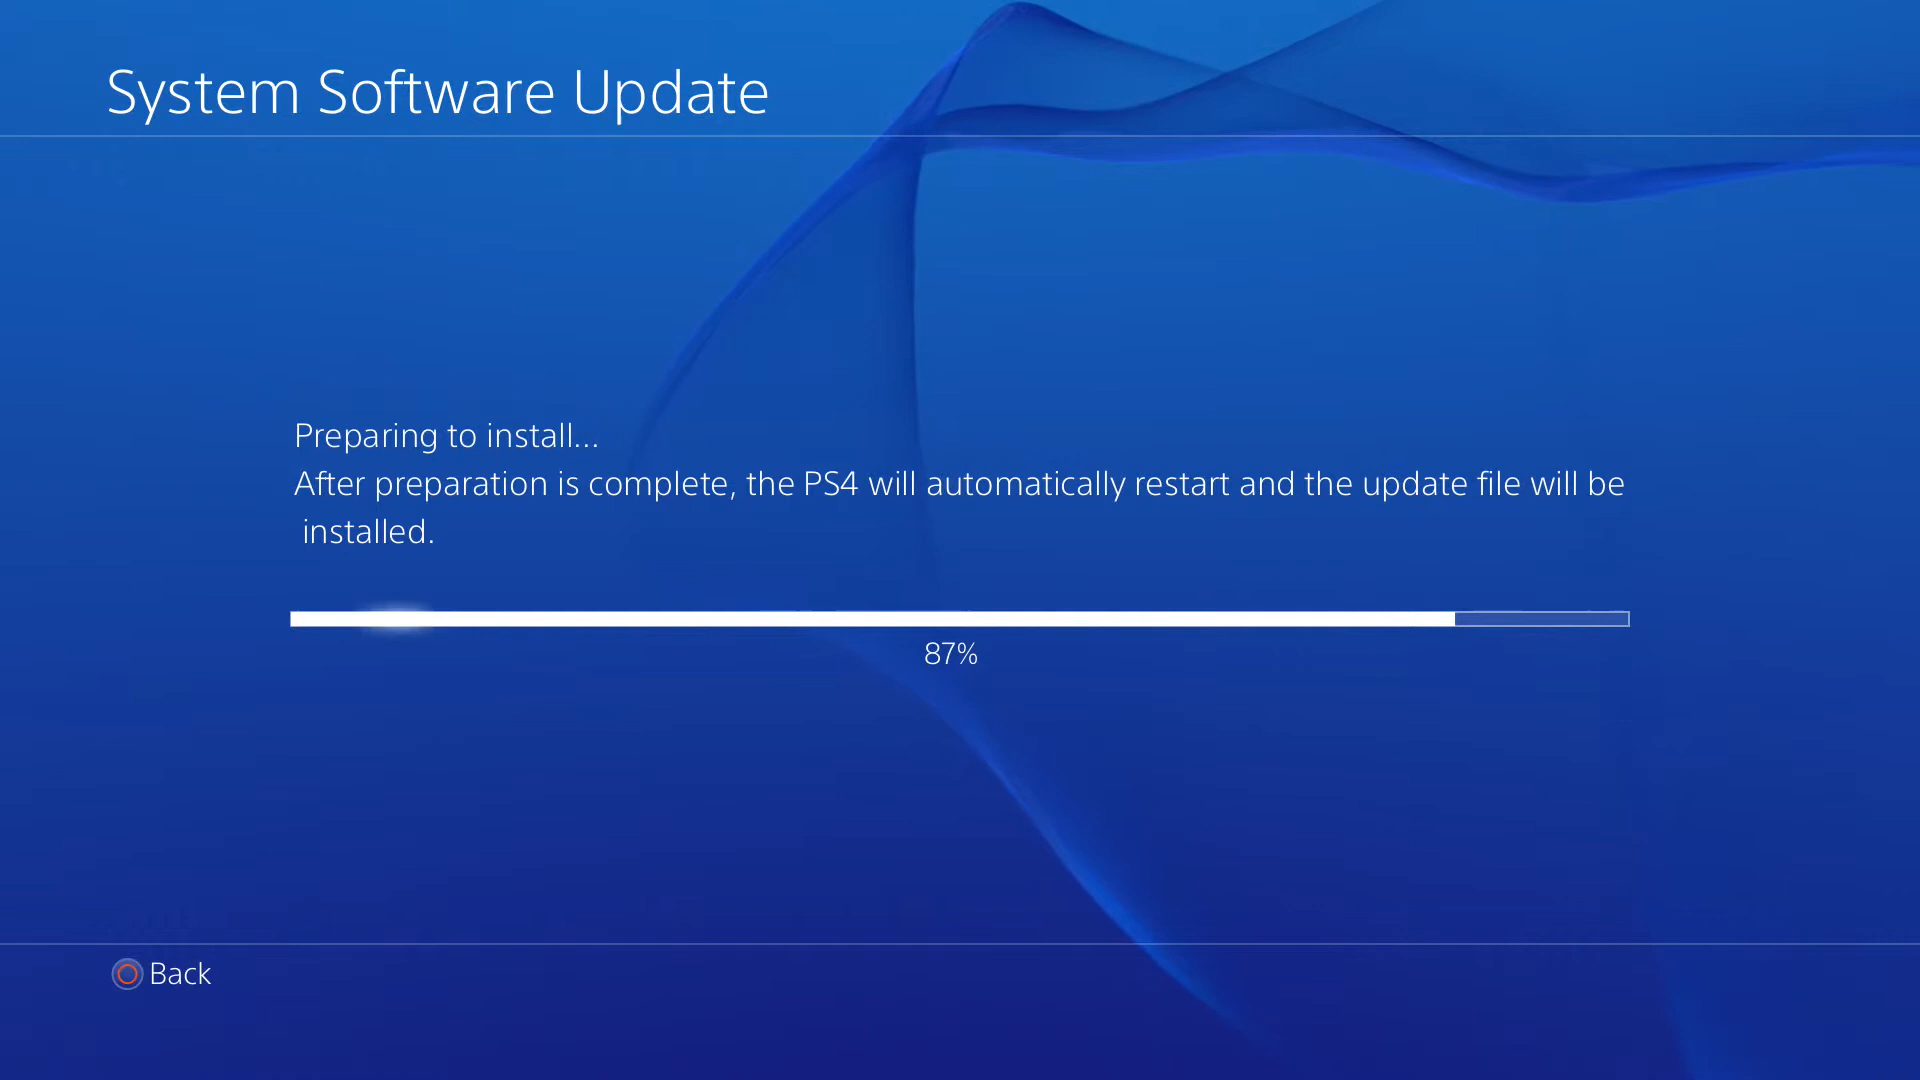 System Software Update
Preparing to install...
After preparation is complete, the PS4 will automatically restart and the update file will be
installed.
87%
Back